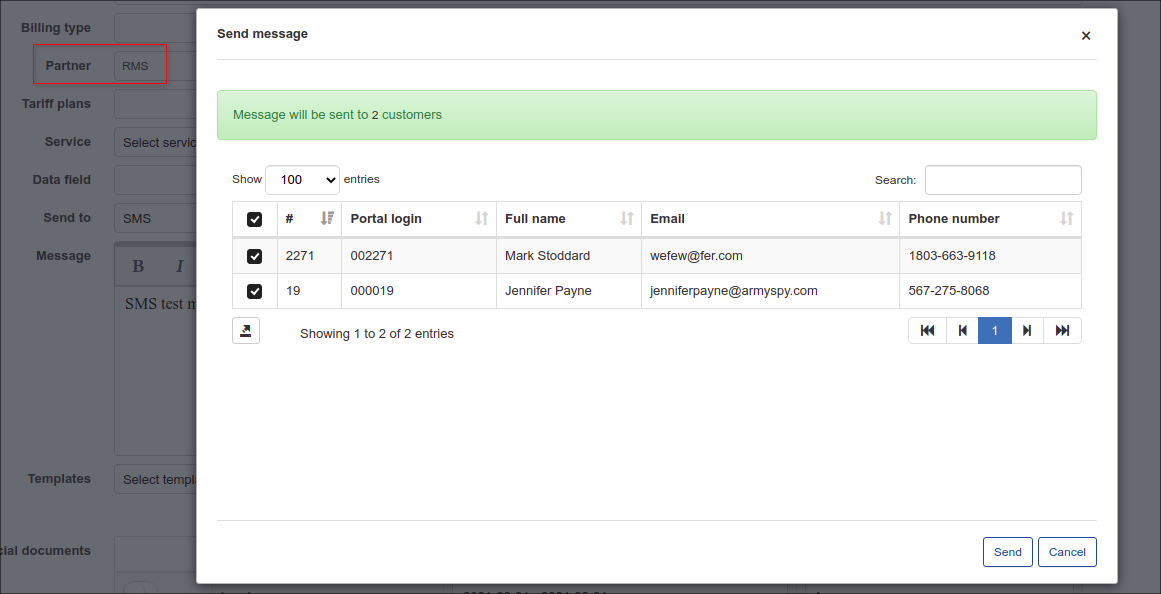 Billing type
Partner RMS
Tariff plans
Service Select servic
Data field
Send to SMS
Message
B I
SMS test m
Templates Select templ
cial documents
Send message ×
Message will be sent to 2 customers
Show 100 entries Search:
# Portal login Full name Email Phone number
2271 002271 Mark Stoddard wefew@fer.com 1803-663-9118
19 000019 Jennifer Payne jenniferpayne@armyspy.com 567-275-8068
Showing 1 to 2 of 2 entries 1
Send Cancel